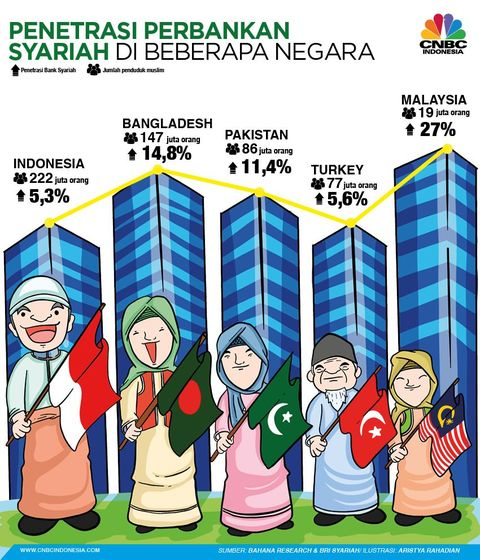 PENETRASI PERBANKAN
SYARIAH DI BEBERAPA NEGARA
CNBC
INDONESIA
Penetrasi Bank Syariah
Jumlah penduduk muslim
MALAYSIA
19 juta orang
27%
BANGLADESH
147 juta orang
14,8%
PAKISTAN
86 juta orang
11,4%
INDONESIA
222 juta orang
5,3%
TURKEY
77 juta orang
5,6%
WWW.CNBCINDONESIA.COM
SUMBER: BAHANA RESEARCH & BRI SYARIAH/ ILUSTRASI: ARISTYA RAHADIAN